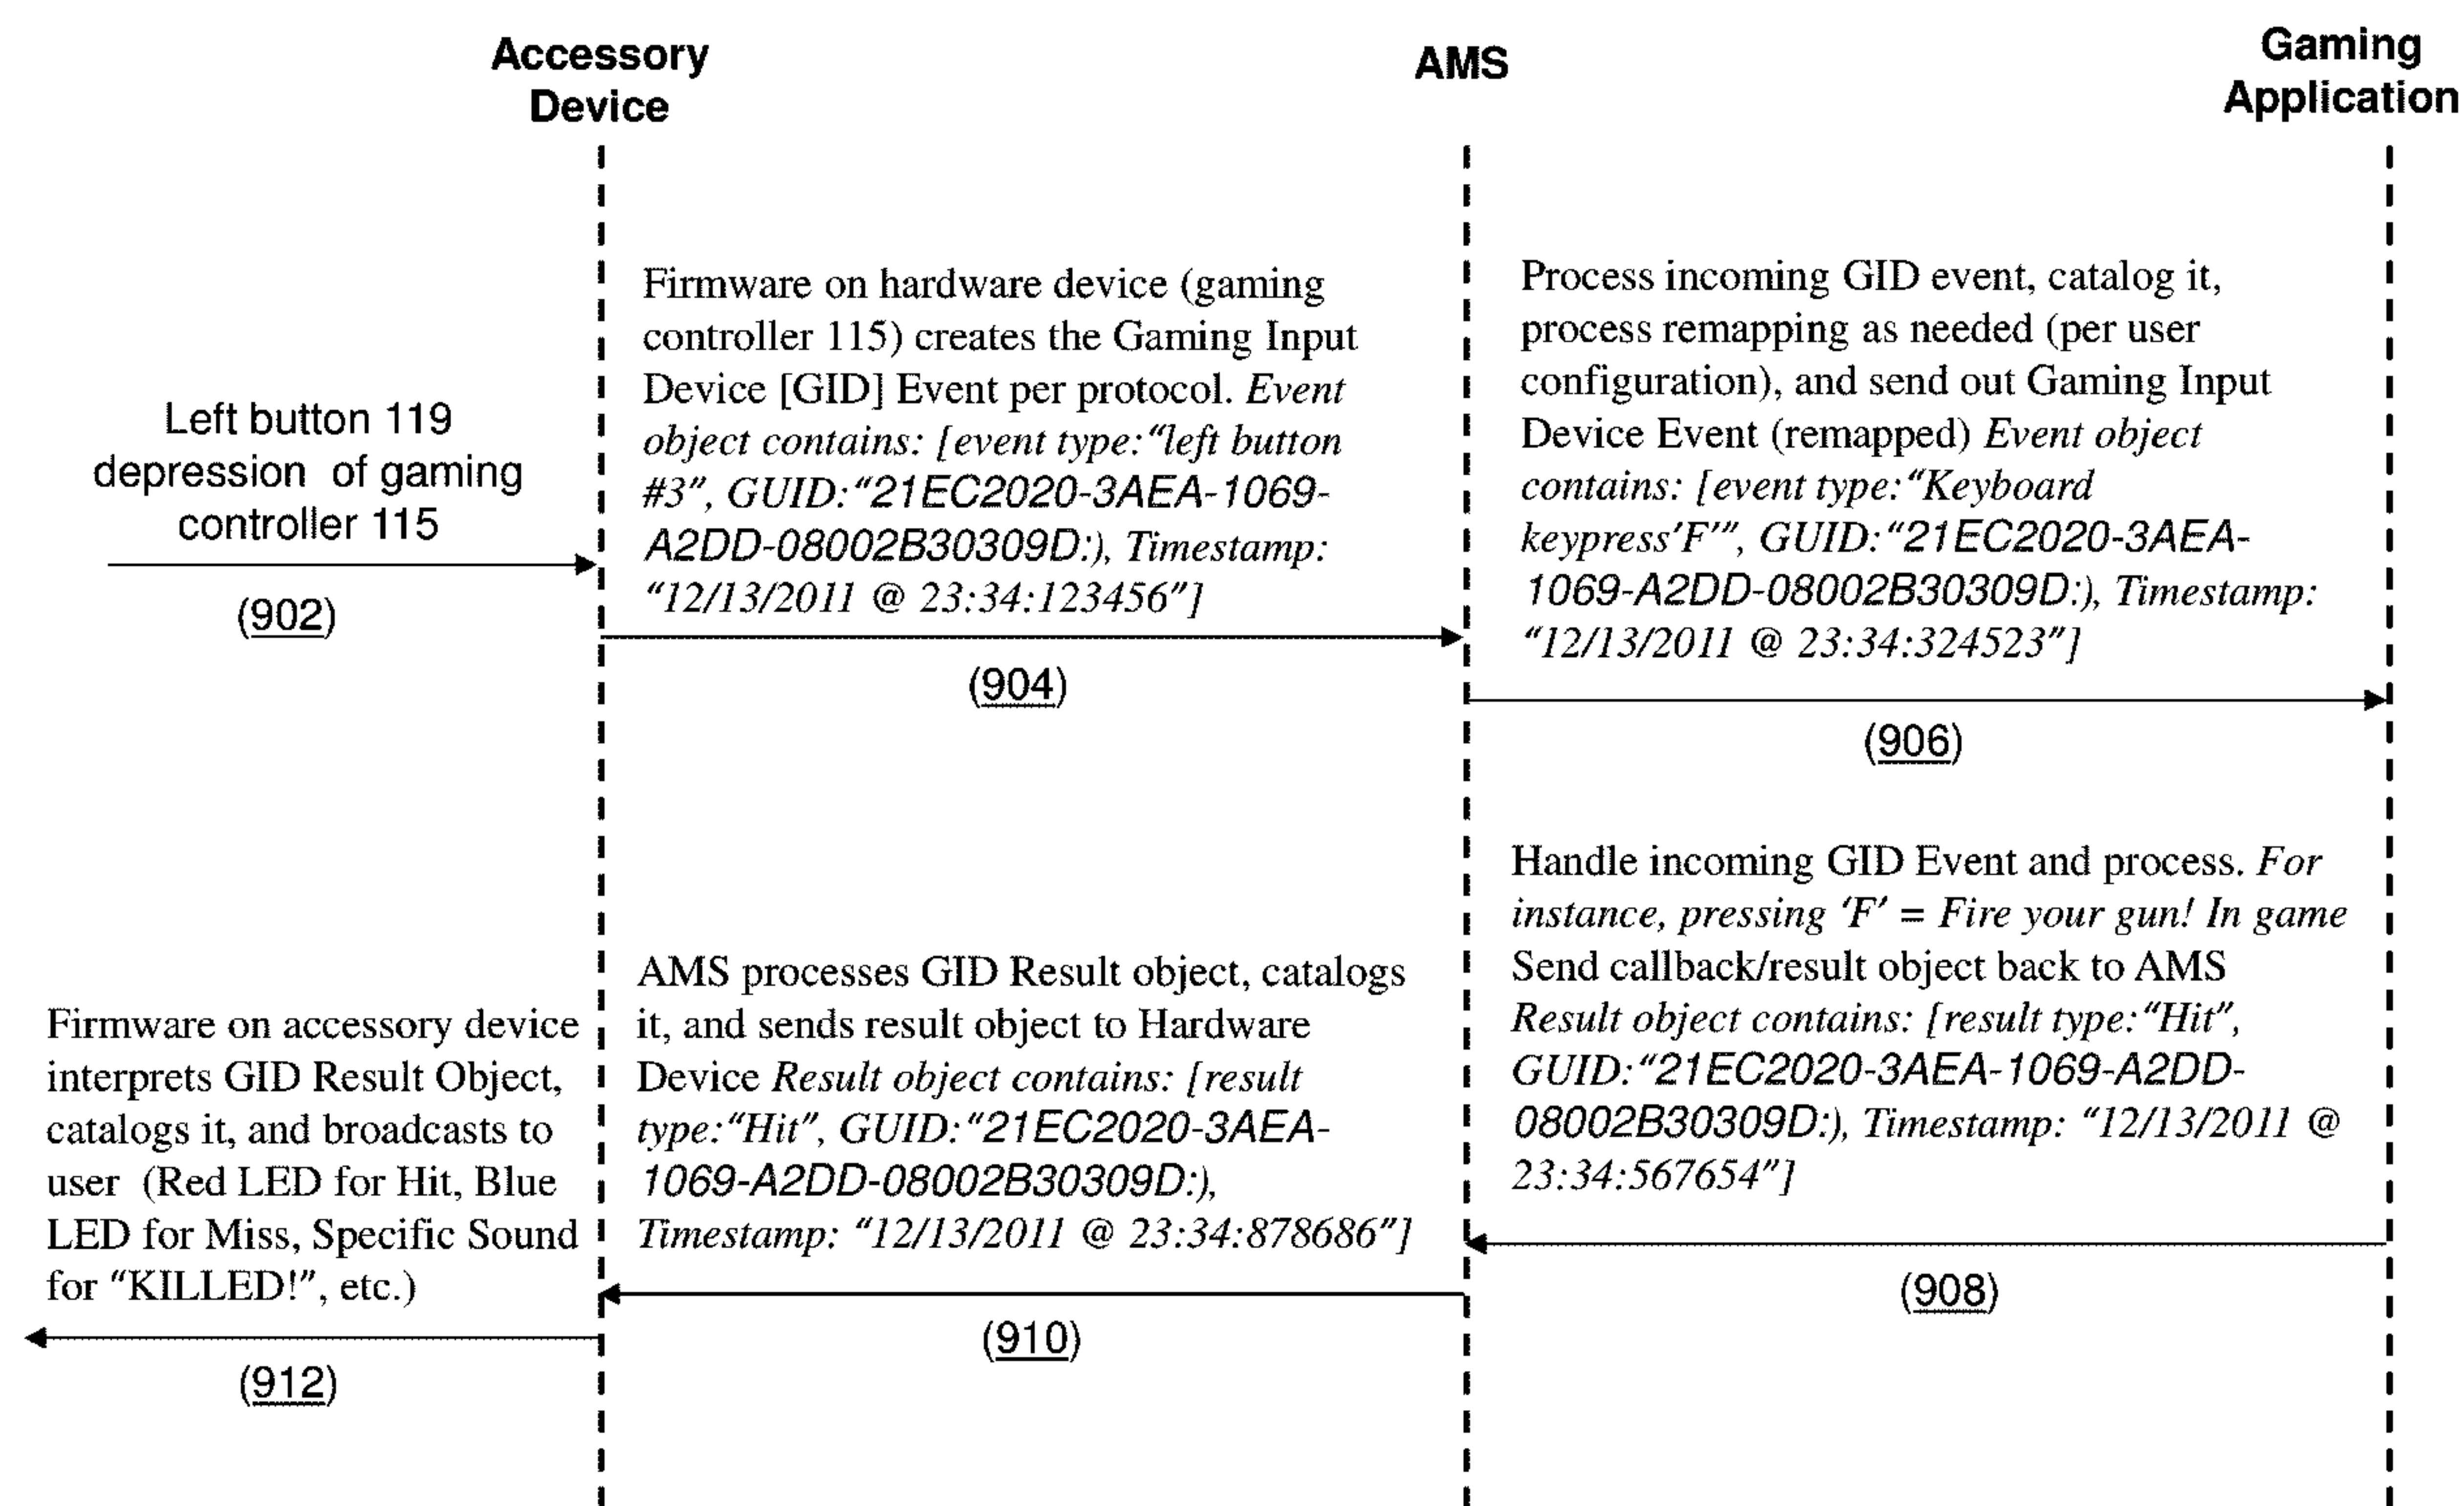 Accessory
Device
AMS
Gaming
Application
Left button 119
depression of gaming
controller 115
(902)
Firmware on hardware device (gaming
controller 115) creates the Gaming Input
Device [GID] Event per protocol. Event
object contains: [event type:“left button
#3”, GUID:“21EC2020-3AEA-1069-
A2DD-08002B30309D:), Timestamp:
“12/13/2011 @ 23:34:123456”]
(904)
Process incoming GID event, catalog it,
process remapping as needed (per user
configuration), and send out Gaming Input
Device Event (remapped) Event object
contains: [event type:“Keyboard
keypress'F'”, GUID:“21EC2020-3AEA-
1069-A2DD-08002B30309D:), Timestamp:
“12/13/2011 @ 23:34:324523”]
(906)
Handle incoming GID Event and process. For
instance, pressing 'F' = Fire your gun! In game
Send callback/result object back to AMS
Result object contains: [result type:“Hit”,
GUID:“21EC2020-3AEA-1069-A2DD-
08002B30309D:), Timestamp: “12/13/2011 @
23:34:567654”]
(908)
AMS processes GID Result object, catalogs
it, and sends result object to Hardware
Device Result object contains: [result
type:“Hit”, GUID:“21EC2020-3AEA-
1069-A2DD-08002B30309D:),
Timestamp: “12/13/2011 @ 23:34:878686”]
(910)
Firmware on accessory device
interprets GID Result Object,
catalogs it, and broadcasts to
user (Red LED for Hit, Blue
LED for Miss, Specific Sound
for “KILLED!”, etc.)
(912)